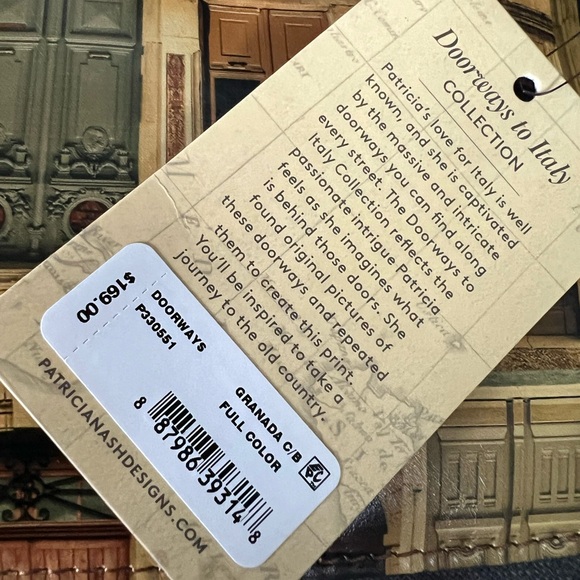 Doorways to Italy
COLLECTION
Patricia's love for Italy is well
known, and she is captivated
by the massive and intricate
doorways you can find along
every street. The Doorways to
Italy Collection reflects the
passionate intrigue Patricia
feels as she imagines what
is behind those doors. She
found original pictures of
these doorways and repeated
them to create this print.
You'll be inspired to take a
journey to the old country.
$169.00
DOORWAYS
P330551
GRANADA C/B
FULL COLOR
8 87986 39314 8
PATRICIANASHDESIGNS.COM